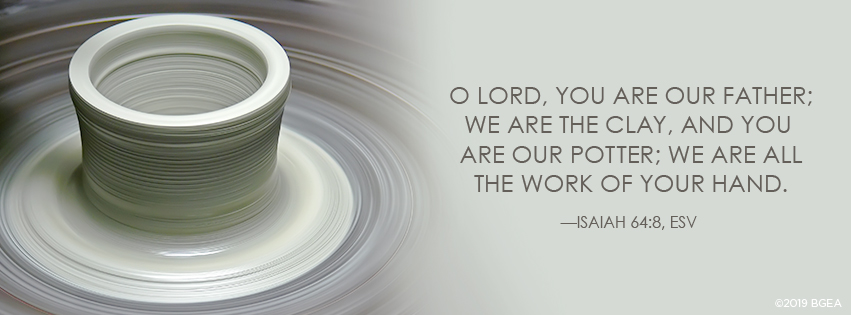 O LORD, YOU ARE OUR FATHER;
WE ARE THE CLAY, AND YOU
ARE OUR POTTER; WE ARE ALL
THE WORK OF YOUR HAND.
—ISAIAH 64:8, ESV
©2019 BGEA